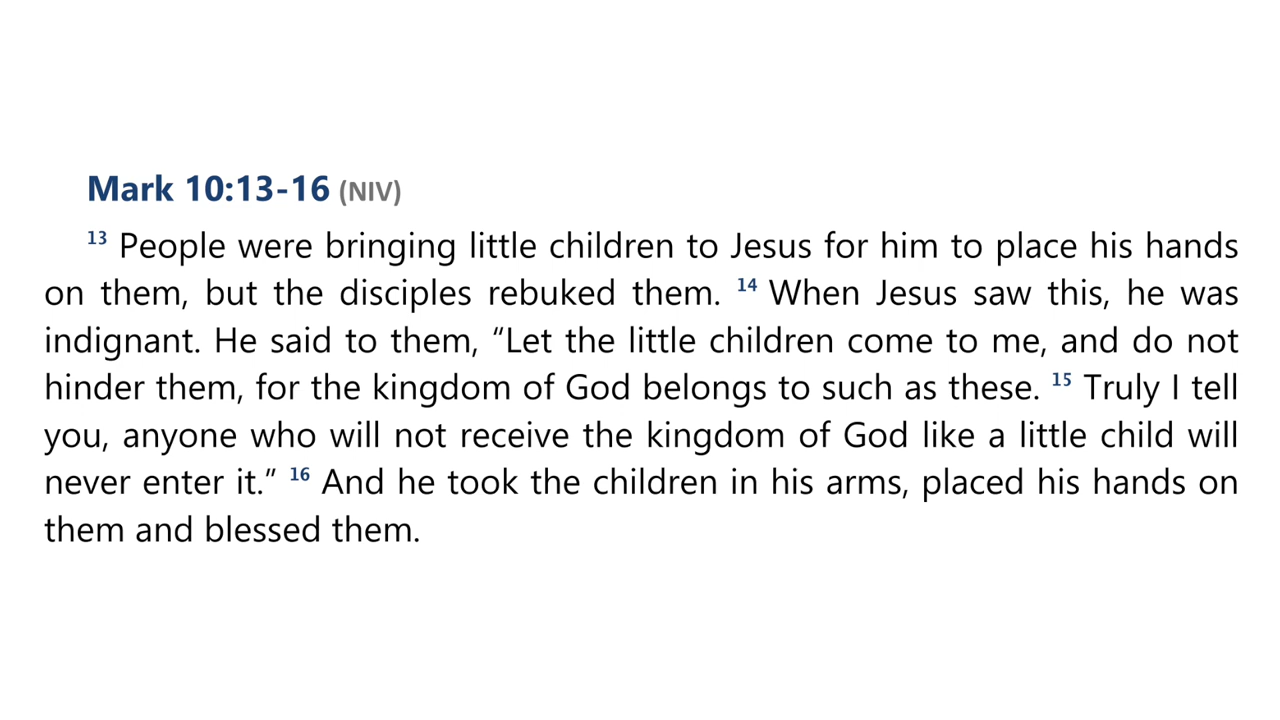 Mark 10:13-16 (NIV)
13 People were bringing little children to Jesus for him to place his hands
on them, but the disciples rebuked them. 14 When Jesus saw this, he was
indignant. He said to them, “Let the little children come to me, and do not
hinder them, for the kingdom of God belongs to such as these. 15 Truly I tell
you, anyone who will not receive the kingdom of God like a little child will
never enter it.” 16 And he took the children in his arms, placed his hands on
them and blessed them.